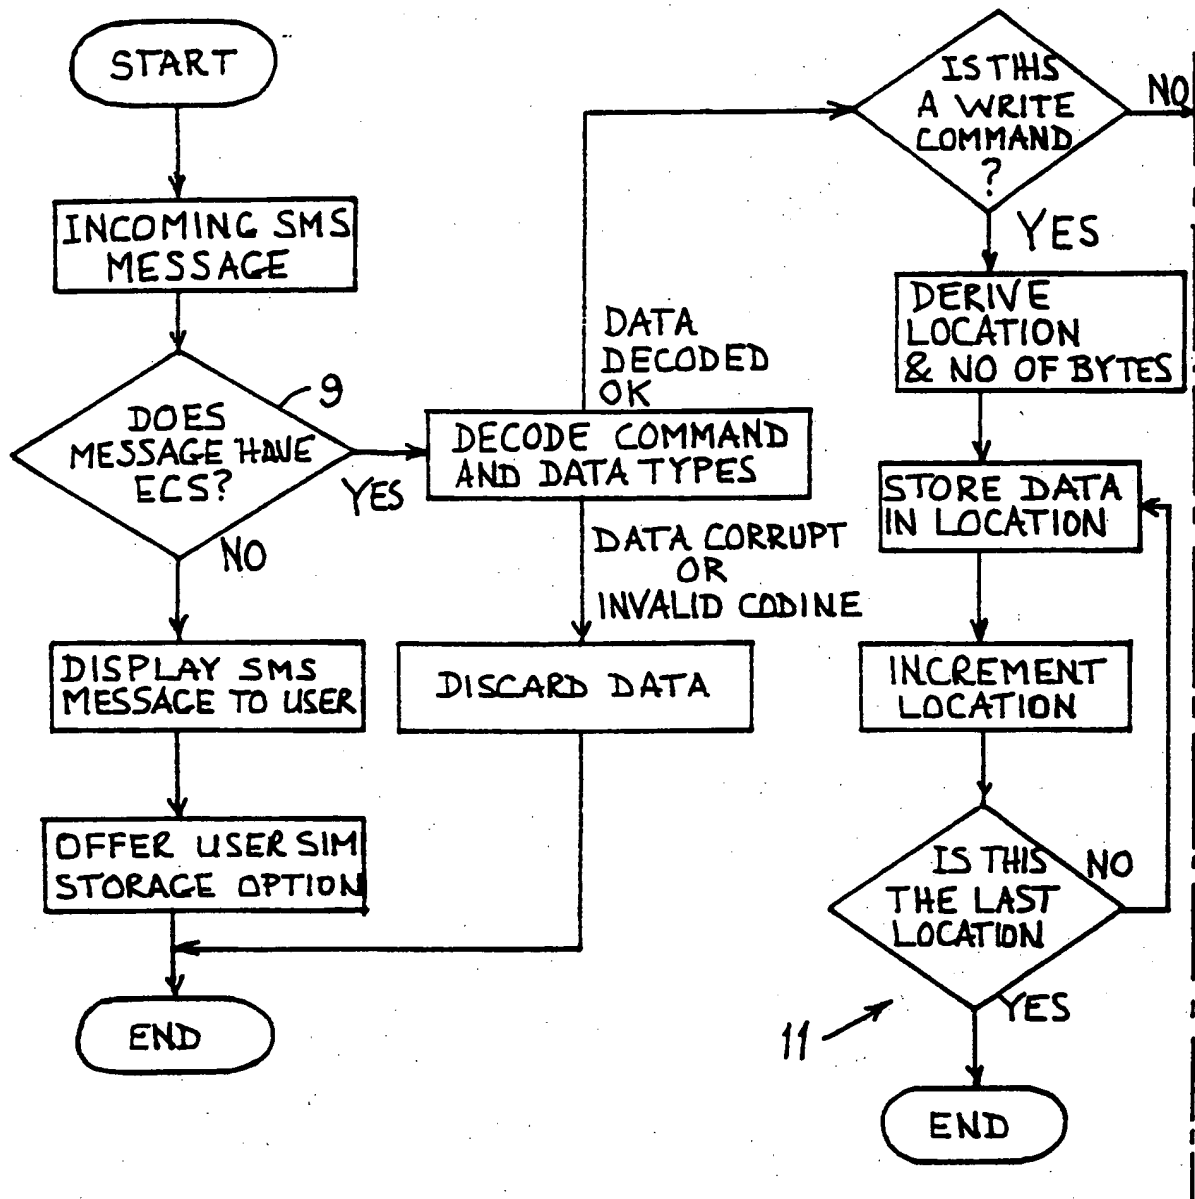 START
INCOMING SMS
MESSAGE
9
DOES
MESSAGE HAVE
ECS?
YES
NO
DISPLAY SMS
MESSAGE TO USER
OFFER USER SIM
STORAGE OPTION
END
DATA
DECODED
OK
DECODE COMMAND
AND DATA TYPES
DATA CORRUPT
OR
INVALID CODINE
DISCARD DATA
IS THIS
A WRITE
COMMAND
?
NO
YES
DERIVE
LOCATION
& NO OF BYTES
STORE DATA
IN LOCATION
INCREMENT
LOCATION
IS THIS
THE LAST
LOCATION
NO
YES
11
END